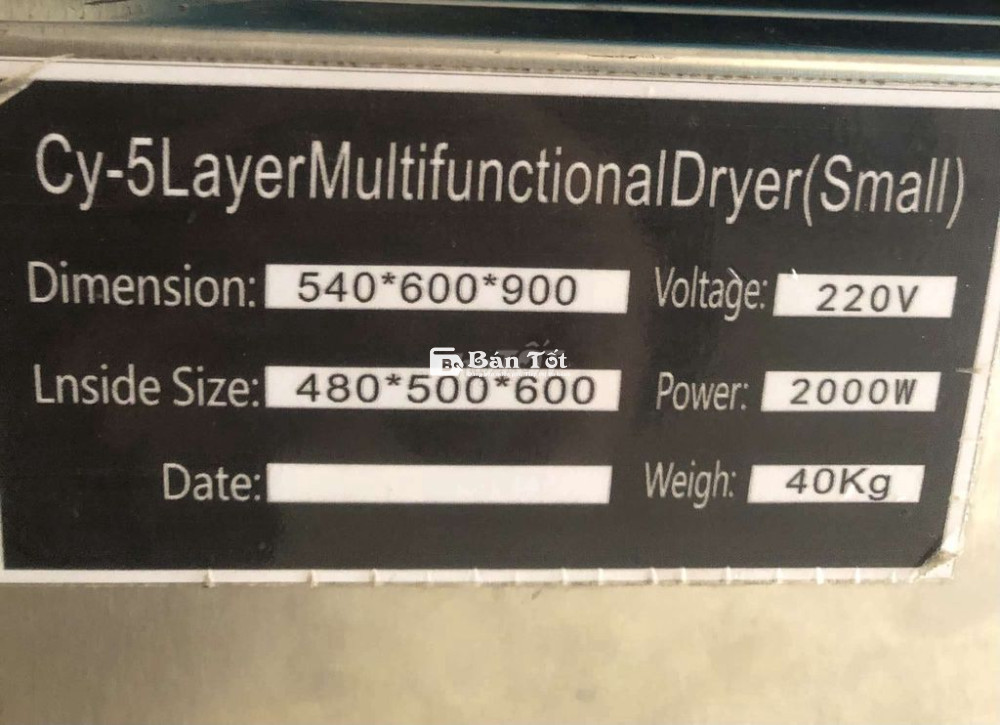 Cy-5LayerMultifunctionalDryer(Small)
Dimension: 540*600*900 Voltage: 220V
Bán Tốt
Lnside Size: 480*500*600 Power: 2000W
Date: Weigh: 40Kg